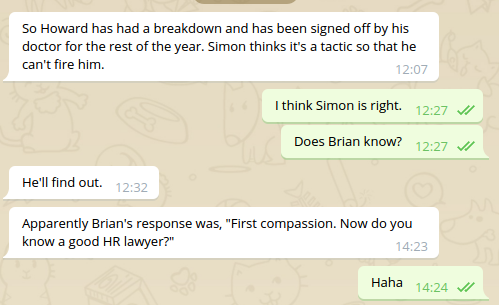 So Howard has had a breakdown and has been signed off by his
doctor for the rest of the year. Simon thinks it's a tactic so that he
can't fire him.
12:07
I think Simon is right. 12:27
Does Brian know? 12:27
He'll find out. 12:32
Apparently Brian's response was, "First compassion. Now do you
know a good HR lawyer?"
14:23
Haha 14:24